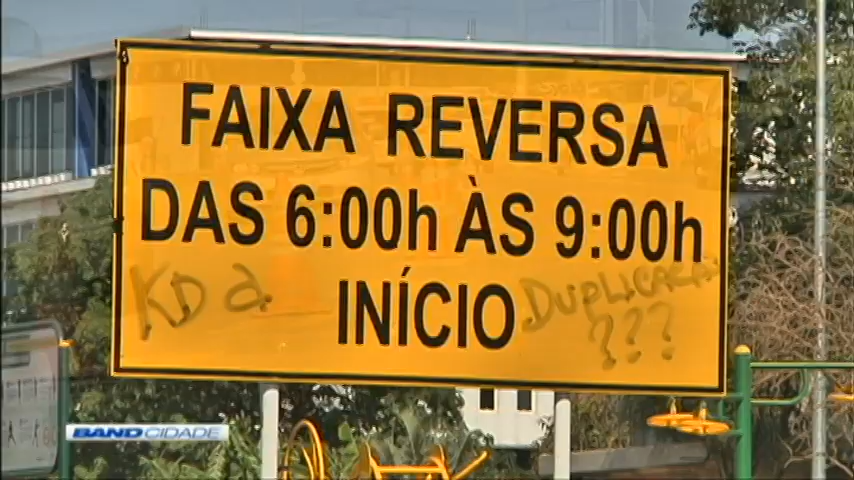 FAIXA REVERSA
DAS 6:00h ÀS 9:00h
INÍCIO
KD a
DUPLICAÇÃO
???
BANDCIDADE